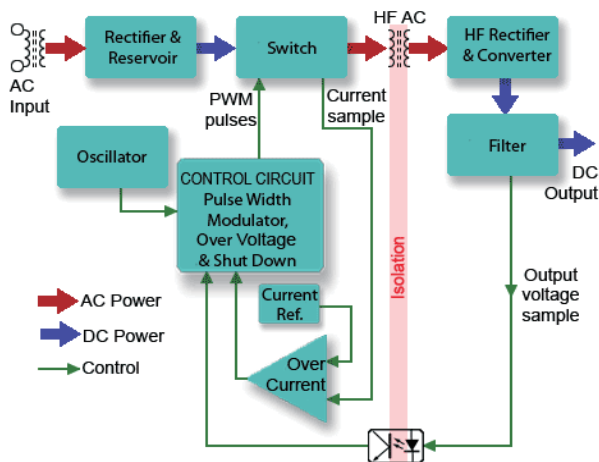 HF AC
Rectifier &
Reservoir
Switch
HF Rectifier
& Converter
AC
Input
PWM
pulses
Current
sample
Oscillator
Filter
DC
Output
CONTROL CIRCUIT
Pulse Width
Modulator,
Over Voltage
& Shut Down
Isolation
Output
voltage
sample
Current
Ref.
AC Power
DC Power
Control
Over
Current